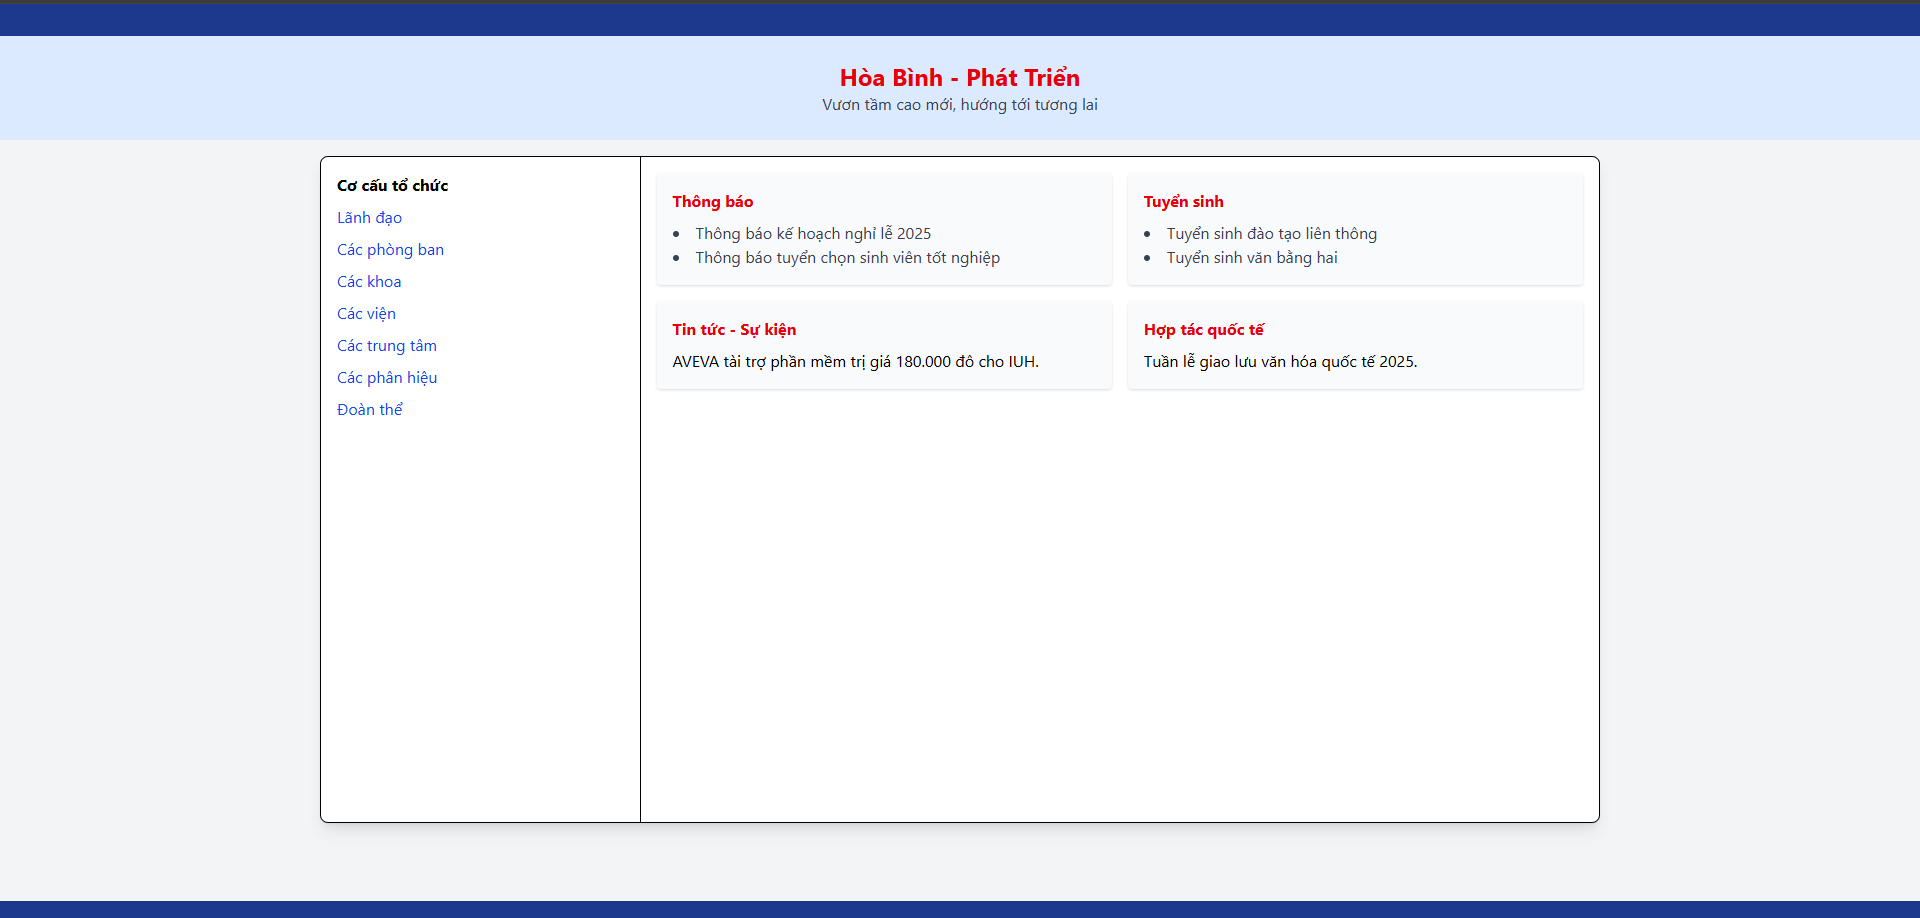 Hòa Bình - Phát Triển
Vươn tầm cao mới, hướng tới tương lai
Cơ cấu tổ chức
Lãnh đạo
Các phòng ban
Các khoa
Các viện
Các trung tâm
Các phân hiệu
Đoàn thể
Thông báo
Thông báo kế hoạch nghỉ lễ 2025
Thông báo tuyển chọn sinh viên tốt nghiệp
Tuyển sinh
Tuyển sinh đào tạo liên thông
Tuyển sinh văn bằng hai
Tin tức - Sự kiện
AVEVA tài trợ phần mềm trị giá 180.000 đô cho IUH.
Hợp tác quốc tế
Tuần lễ giao lưu văn hóa quốc tế 2025.